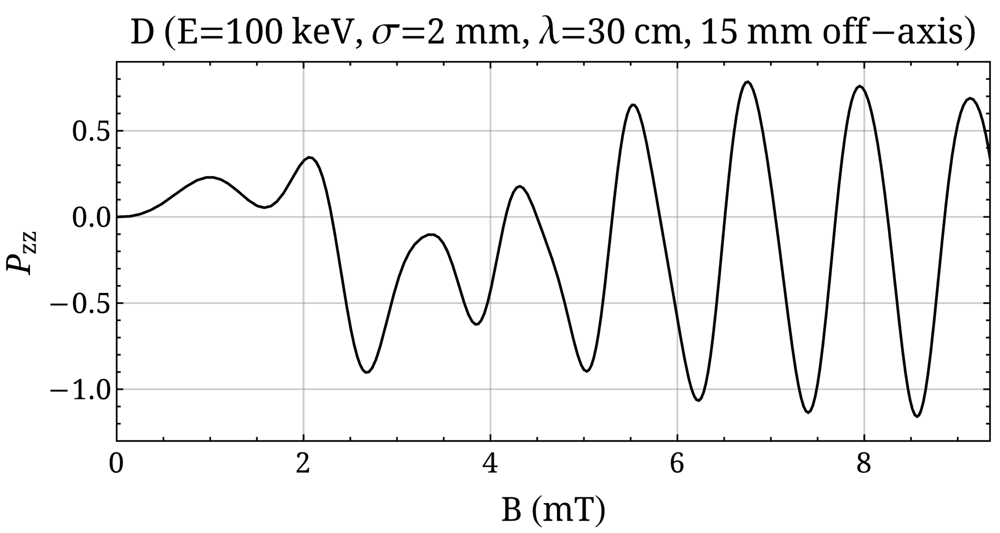 D (E=100 keV, σ=2 mm, λ=30 cm, 15 mm off−axis)
0.5
0.0
−0.5
−1.0
P_zz
0 2 4 6 8
B (mT)